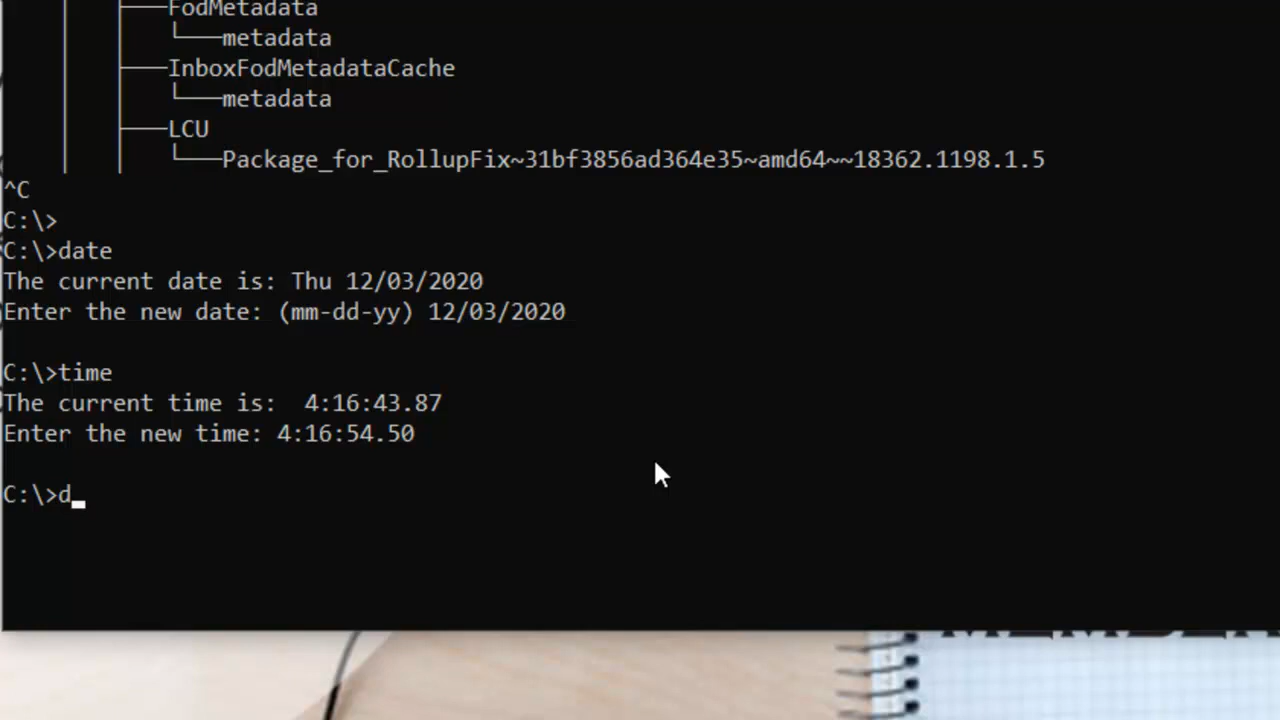 FodMetadata
metadata
InboxFodMetadataCache
metadata
LCU
Package_for_RollupFix~31bf3856ad364e35~amd64~~18362.1198.1.5
^C
C:\>
C:\>date
The current date is: Thu 12/03/2020
Enter the new date: (mm-dd-yy) 12/03/2020
C:\>time
The current time is:  4:16:43.87
Enter the new time: 4:16:54.50
C:\>d